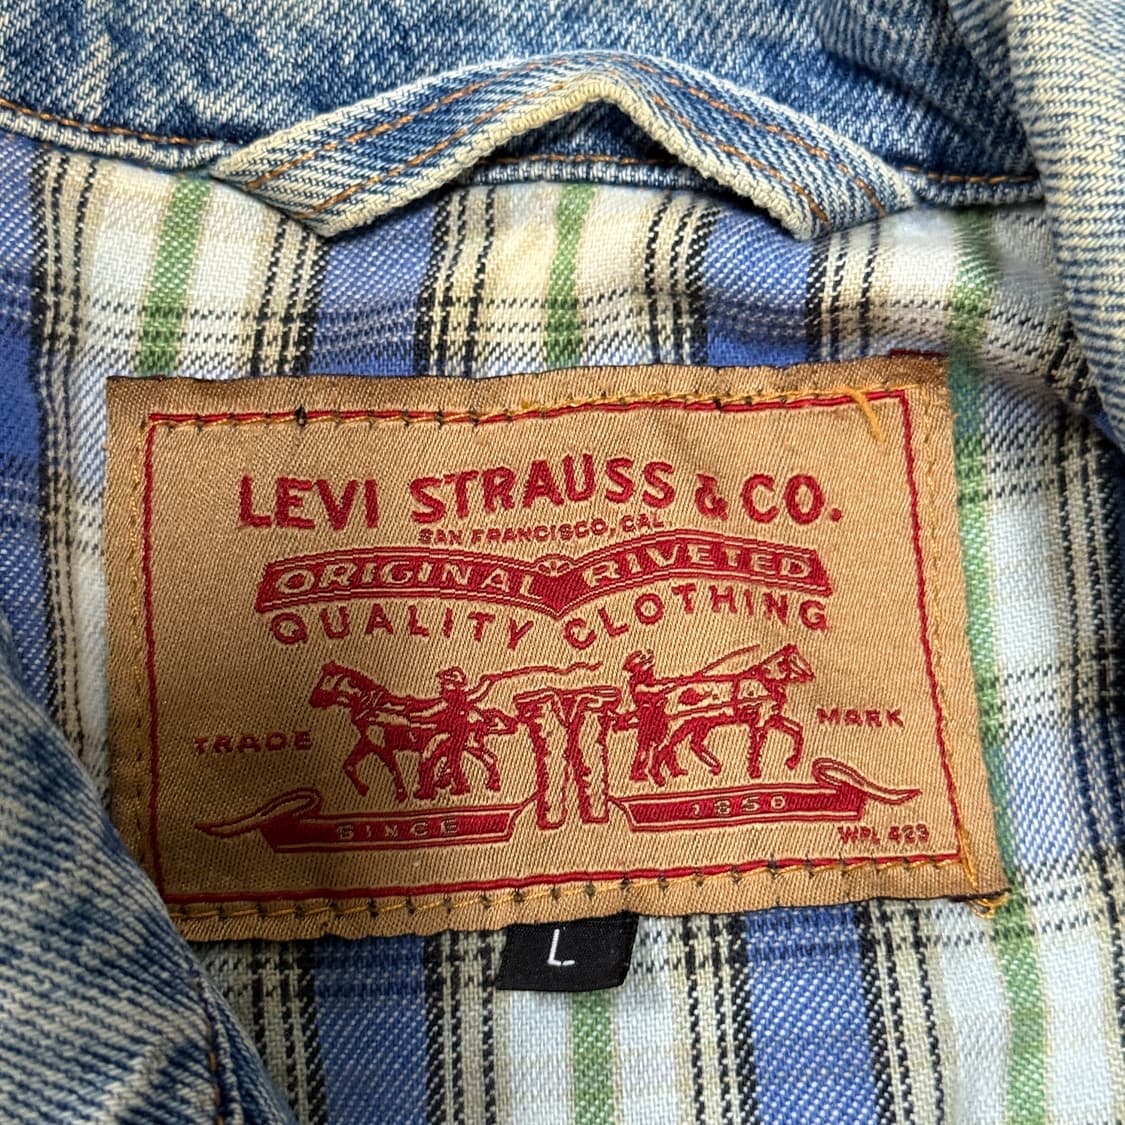 LEVI STRAUSS & CO.
SAN FRANCISCO, CAL
ORIGINAL RIVETED
QUALITY CLOTHING
TRADE MARK
SINCE 1850
WPL 423
L